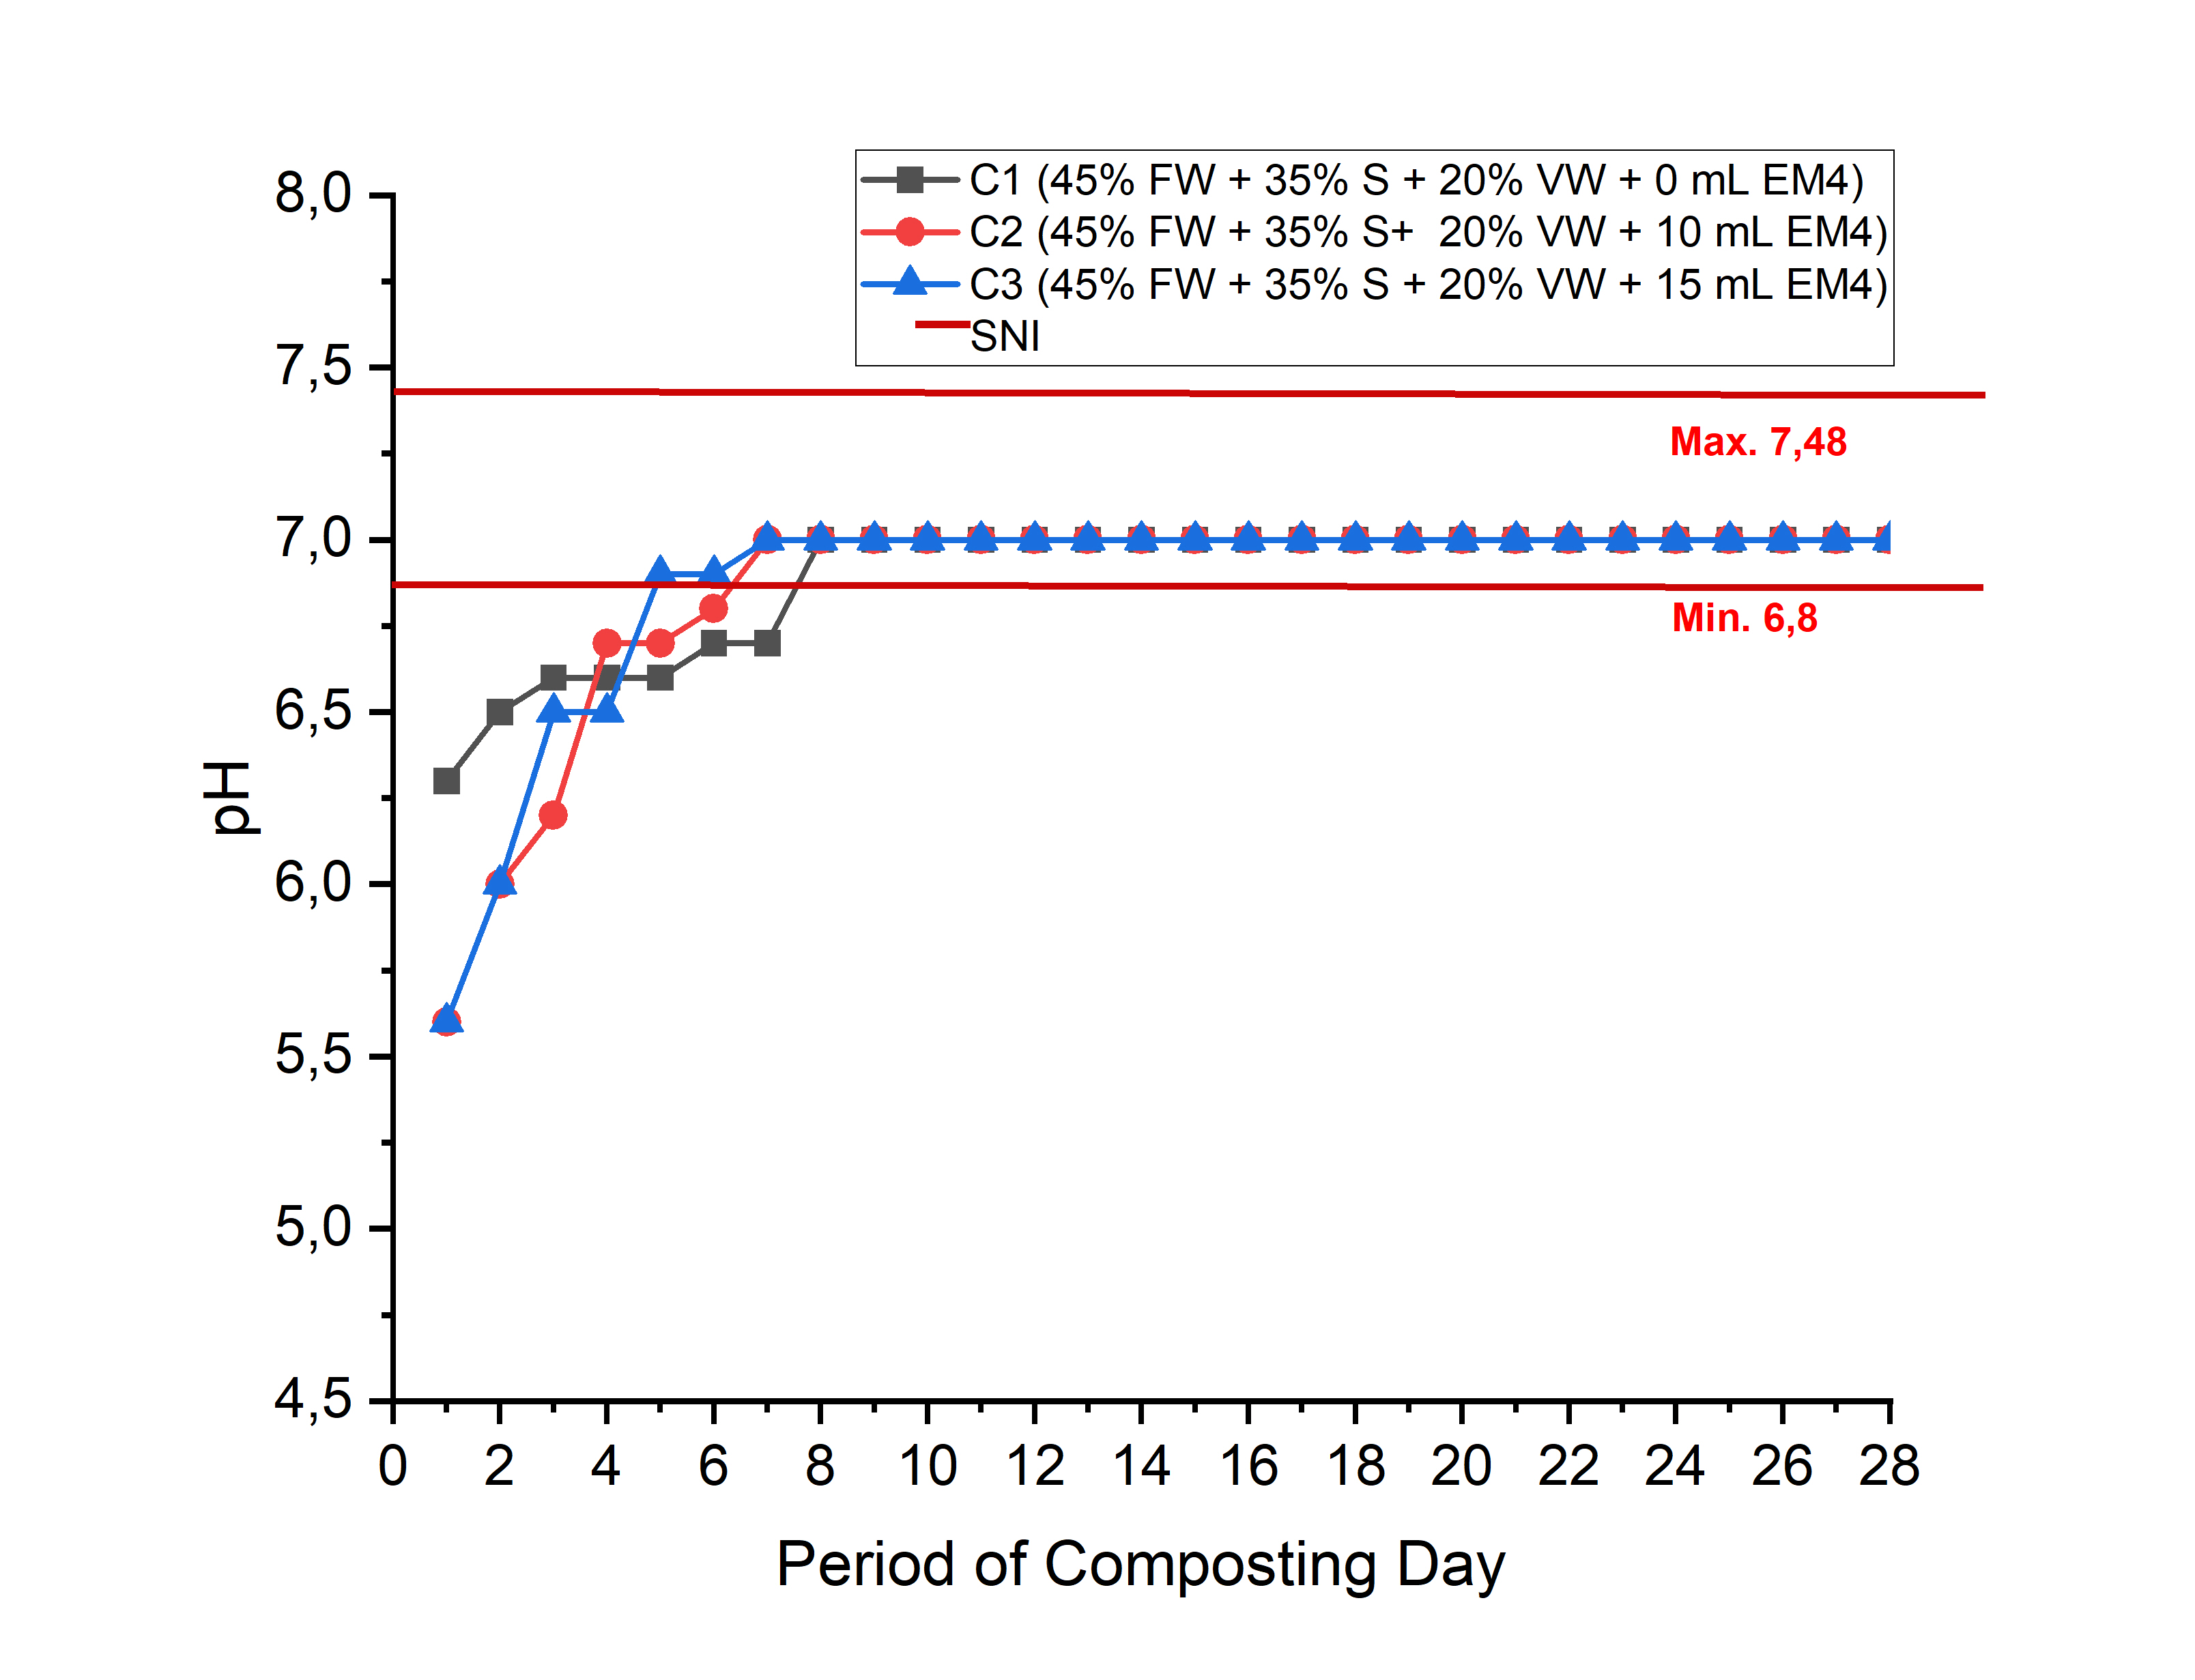 C1 (45% FW + 35% S + 20% VW + 0 mL EM4)
C2 (45% FW + 35% S+  20% VW + 10 mL EM4)
C3 (45% FW + 35% S + 20% VW + 15 mL EM4)
SNI
8,0
7,5
7,0
6,5
6,0
5,5
5,0
4,5
Max. 7,48
Min. 6,8
pH
0 2 4 6 8 10 12 14 16 18 20 22 24 26 28
Period of Composting Day